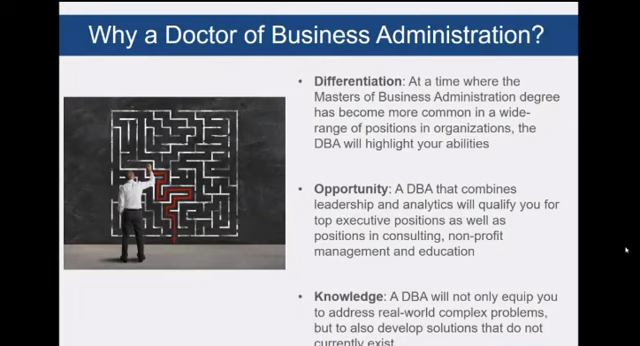 Why a Doctor of Business Administration?
• Differentiation: At a time where the
Masters of Business Administration degree
has become more common in a wide-
range of positions in organizations, the
DBA will highlight your abilities
• Opportunity: A DBA that combines
leadership and analytics will qualify you for
top executive positions as well as
positions in consulting, non-profit
management and education
• Knowledge: A DBA will not only equip you
to address real-world complex problems,
but to also develop solutions that do not
currently exist